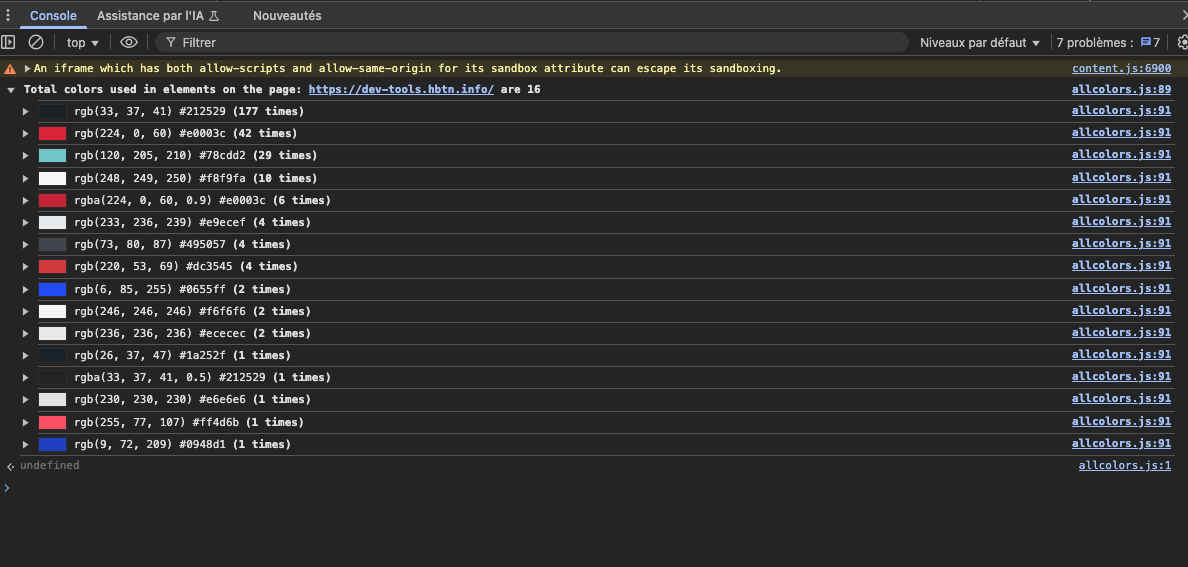 Console Assistance par l'IA Nouveautés
top Filtrer Niveaux par défaut 7 problèmes : 7
An iframe which has both allow-scripts and allow-same-origin for its sandbox attribute can escape its sandboxing. content.js:6900
Total colors used in elements on the page: https://dev-tools.hbtn.info/ are 16 allcolors.js:89
rgb(33, 37, 41) #212529 (177 times) allcolors.js:91
rgb(224, 0, 60) #e0003c (42 times) allcolors.js:91
rgb(120, 205, 210) #78cdd2 (29 times) allcolors.js:91
rgb(248, 249, 250) #f8f9fa (10 times) allcolors.js:91
rgba(224, 0, 60, 0.9) #e0003c (6 times) allcolors.js:91
rgb(233, 236, 239) #e9ecef (4 times) allcolors.js:91
rgb(73, 80, 87) #495057 (4 times) allcolors.js:91
rgb(220, 53, 69) #dc3545 (4 times) allcolors.js:91
rgb(6, 85, 255) #0655ff (2 times) allcolors.js:91
rgb(246, 246, 246) #f6f6f6 (2 times) allcolors.js:91
rgb(236, 236, 236) #ececec (2 times) allcolors.js:91
rgb(26, 37, 47) #1a252f (1 times) allcolors.js:91
rgba(33, 37, 41, 0.5) #212529 (1 times) allcolors.js:91
rgb(230, 230, 230) #e6e6e6 (1 times) allcolors.js:91
rgb(255, 77, 107) #ff4d6b (1 times) allcolors.js:91
rgb(9, 72, 209) #0948d1 (1 times) allcolors.js:91
undefined allcolors.js:1